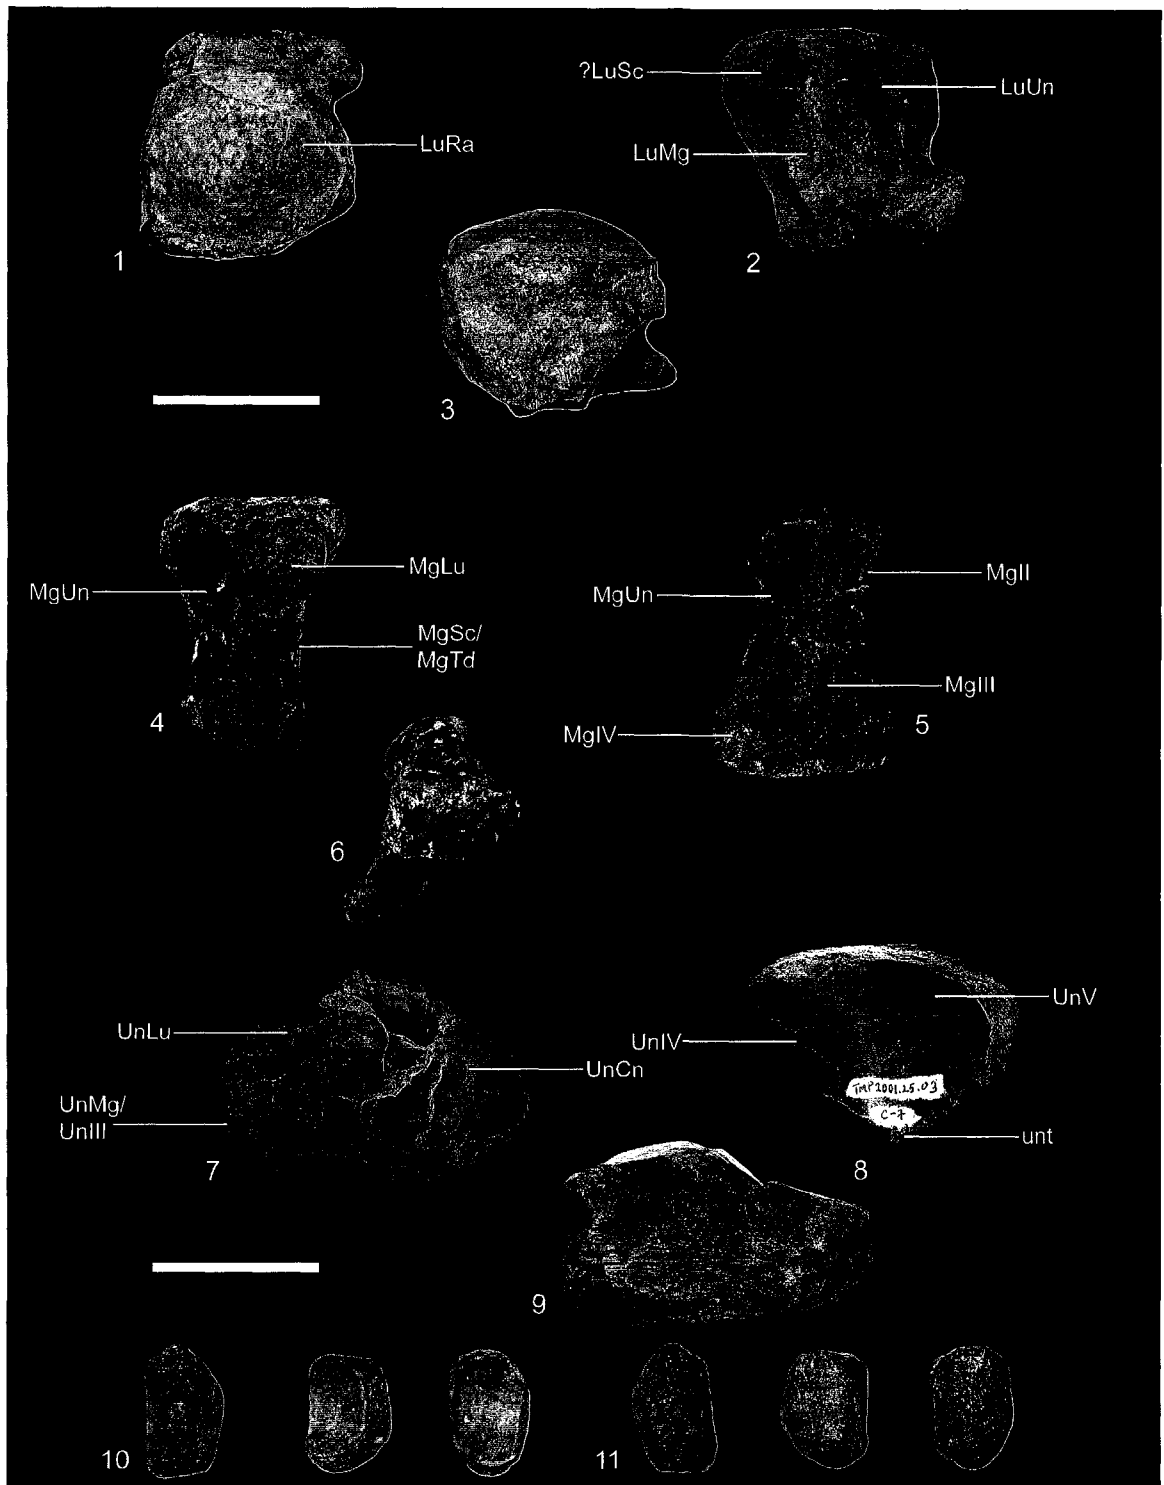 LuRa
1
?LuSc
LuUn
LuMg
2
3
MgUn
MgLu
MgSc/
MgTd
4
MgUn
MgII
MgIII
MgIV
5
6
UnLu
UnCn
UnMg/
UnIII
7
UnV
UnIV
TMP2001.25.03
C-7
unt
8
9
10
11